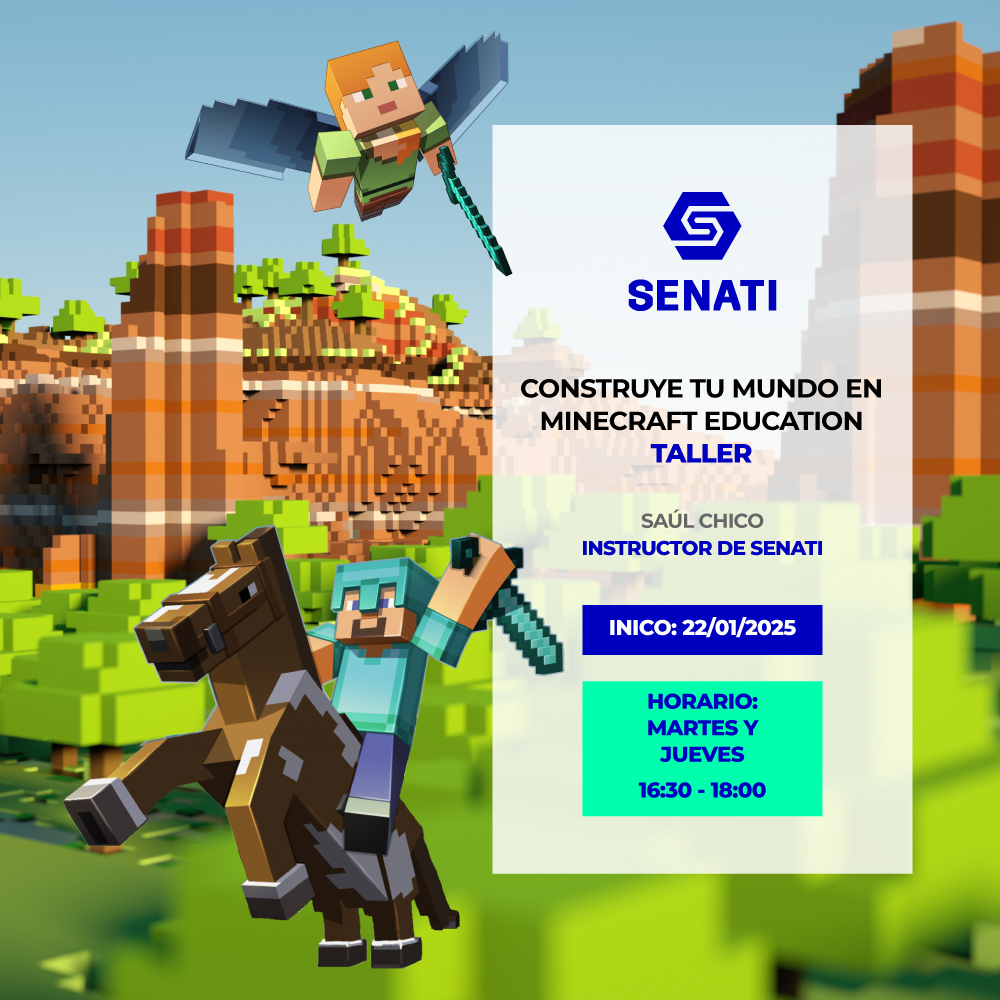 SENATI
CONSTRUYE TU MUNDO EN
MINECRAFT EDUCATION
TALLER
SAÚL CHICO
INSTRUCTOR DE SENATI
INICO: 22/01/2025
HORARIO:
MARTES Y
JUEVES
16:30 - 18:00